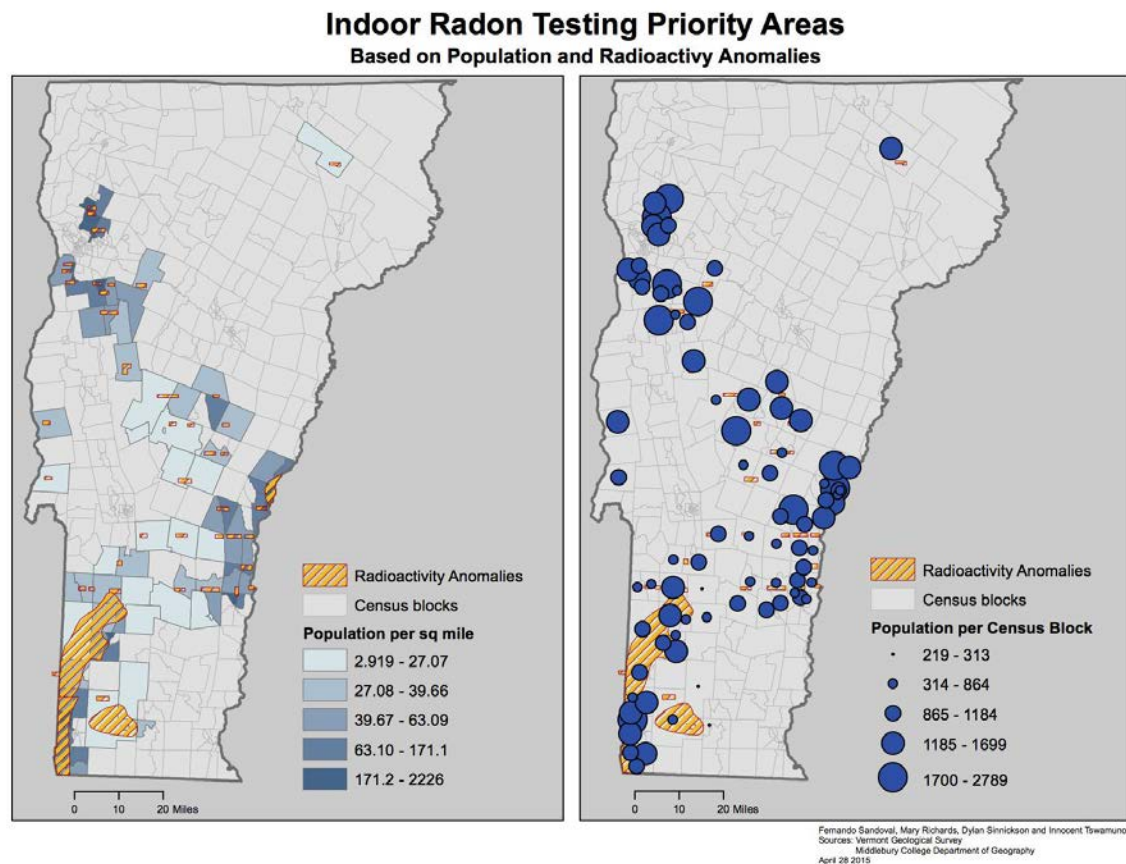 Indoor Radon Testing Priority Areas
Based on Population and Radioactivy Anomalies
Radioactivity Anomalies
Census blocks
Population per sq mile
2.919 - 27.07
27.08 - 39.66
39.67 - 63.09
63.10 - 171.1
171.2 - 2226
0 10 20 Miles
Radioactivity Anomalies
Census blocks
Population per Census Block
219 - 313
314 - 864
865 - 1184
1185 - 1699
1700 - 2789
0 10 20 Miles
Fernando Sandoval, Mary Richards, Dylan Sinnickson and Innocent Tswamuno
Sources: Vermont Geological Survey
Middlebury College Department of Geography
April 28 2015